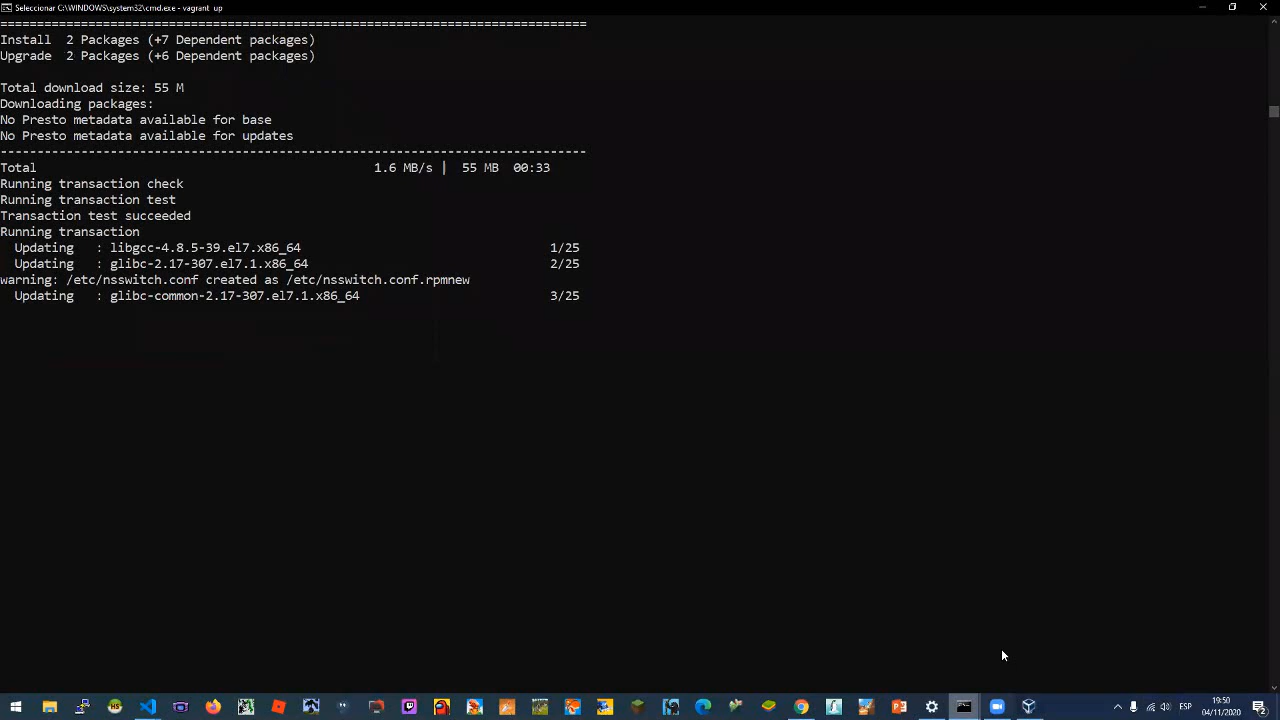 Seleccionar C:\WINDOWS\system32\cmd.exe - vagrant up
================================================================================
Install  2 Packages (+7 Dependent packages)
Upgrade  2 Packages (+6 Dependent packages)
Total download size: 55 M
Downloading packages:
No Presto metadata available for base
No Presto metadata available for updates
--------------------------------------------------------------------------------
Total                                              1.6 MB/s |  55 MB  00:33
Running transaction check
Running transaction test
Transaction test succeeded
Running transaction
  Updating   : libgcc-4.8.5-39.el7.x86_64                                  1/25
  Updating   : glibc-2.17-307.el7.1.x86_64                                 2/25
warning: /etc/nsswitch.conf created as /etc/nsswitch.conf.rpmnew
  Updating   : glibc-common-2.17-307.el7.1.x86_64                          3/25
ESP
19:50
04/11/2020